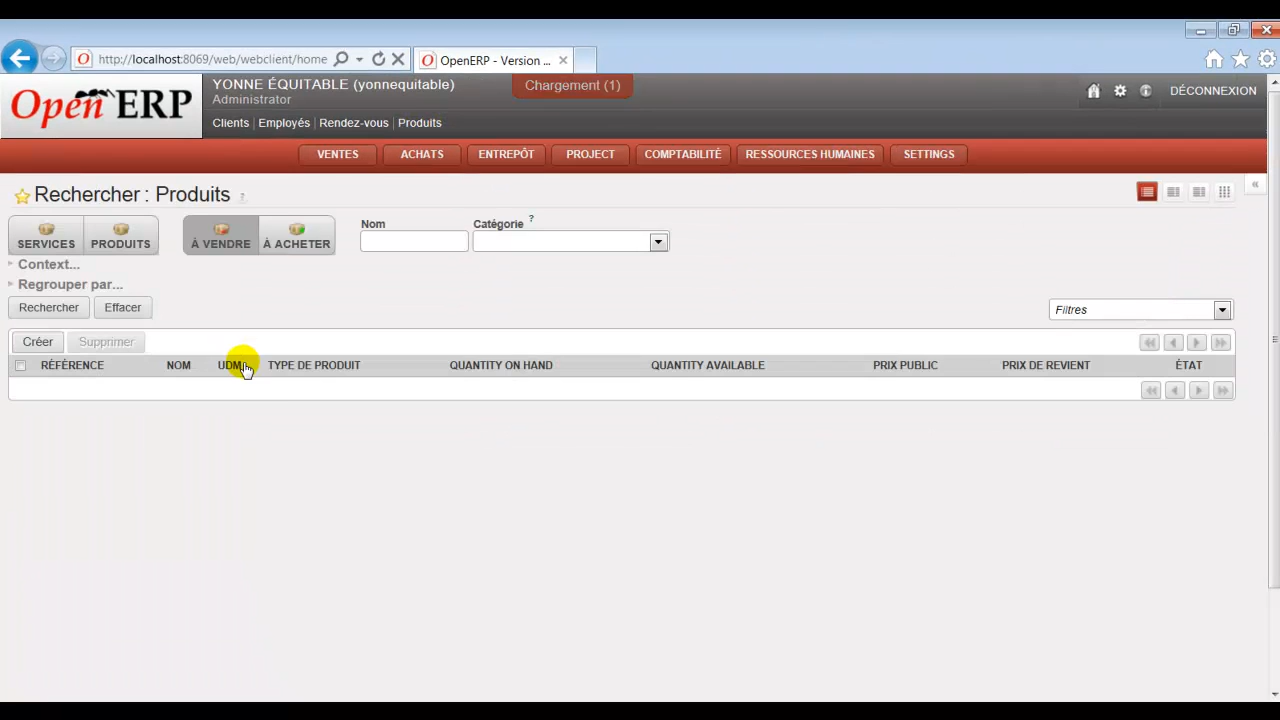 http://localhost:8069/web/webclient/home
OpenERP - Version ...
Open ERP
YONNE ÉQUITABLE (yonnequitable)
Administrator
Chargement (1)
DÉCONNEXION
Clients | Employés | Rendez-vous | Produits
VENTES ACHATS ENTREPÔT PROJECT COMPTABILITÉ RESSOURCES HUMAINES SETTINGS
Rechercher : Produits ?
SERVICES PRODUITS À VENDRE À ACHETER
Nom Catégorie ?
Context...
Regrouper par...
Rechercher Effacer Filtres
Créer Supprimer
RÉFÉRENCE NOM UDM TYPE DE PRODUIT QUANTITY ON HAND QUANTITY AVAILABLE PRIX PUBLIC PRIX DE REVIENT ÉTAT